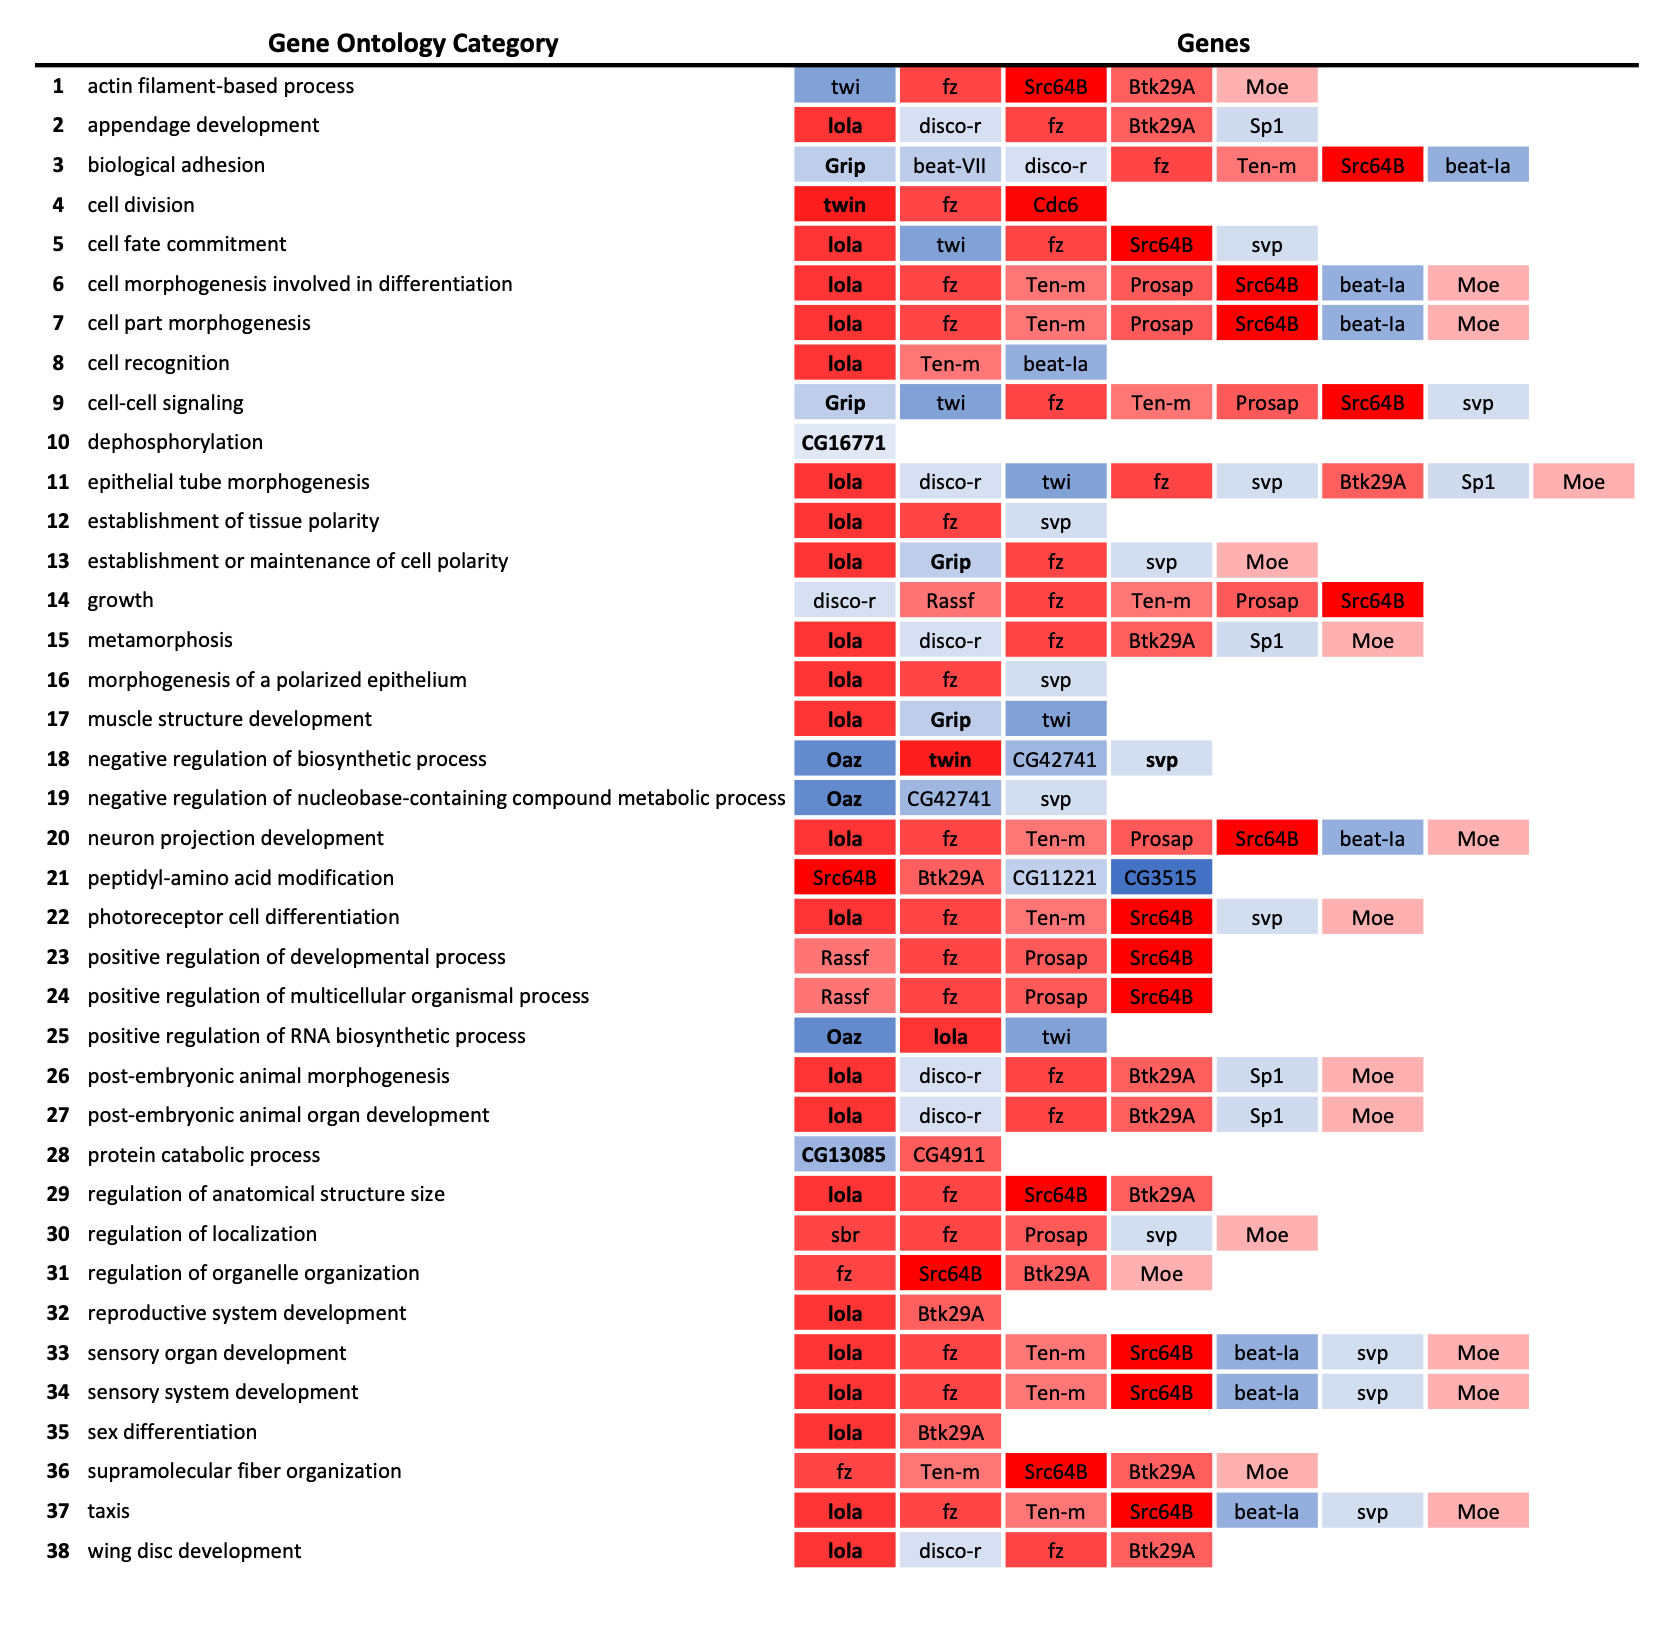 Gene Ontology Category Genes
1 actin filament-based process twi fz Src64B Btk29A Moe
2 appendage development lola disco-r fz Btk29A Sp1
3 biological adhesion Grip beat-VII disco-r fz Ten-m Src64B beat-Ia
4 cell division twin fz Cdc6
5 cell fate commitment lola twi fz Src64B svp
6 cell morphogenesis involved in differentiation lola fz Ten-m Prosap Src64B beat-Ia Moe
7 cell part morphogenesis lola fz Ten-m Prosap Src64B beat-Ia Moe
8 cell recognition lola Ten-m beat-Ia
9 cell-cell signaling Grip twi fz Ten-m Prosap Src64B svp
10 dephosphorylation CG16771
11 epithelial tube morphogenesis lola disco-r twi fz svp Btk29A Sp1 Moe
12 establishment of tissue polarity lola fz svp
13 establishment or maintenance of cell polarity lola Grip fz svp Moe
14 growth disco-r Rassf fz Ten-m Prosap Src64B
15 metamorphosis lola disco-r fz Btk29A Sp1 Moe
16 morphogenesis of a polarized epithelium lola fz svp
17 muscle structure development lola Grip twi
18 negative regulation of biosynthetic process Oaz twin CG42741 svp
19 negative regulation of nucleobase-containing compound metabolic process Oaz CG42741 svp
20 neuron projection development lola fz Ten-m Prosap Src64B beat-Ia Moe
21 peptidyl-amino acid modification Src64B Btk29A CG11221 CG3515
22 photoreceptor cell differentiation lola fz Ten-m Src64B svp Moe
23 positive regulation of developmental process Rassf fz Prosap Src64B
24 positive regulation of multicellular organismal process Rassf fz Prosap Src64B
25 positive regulation of RNA biosynthetic process Oaz lola twi
26 post-embryonic animal morphogenesis lola disco-r fz Btk29A Sp1 Moe
27 post-embryonic animal organ development lola disco-r fz Btk29A Sp1 Moe
28 protein catabolic process CG13085 CG4911
29 regulation of anatomical structure size lola fz Src64B Btk29A
30 regulation of localization sbr fz Prosap svp Moe
31 regulation of organelle organization fz Src64B Btk29A Moe
32 reproductive system development lola Btk29A
33 sensory organ development lola fz Ten-m Src64B beat-Ia svp Moe
34 sensory system development lola fz Ten-m Src64B beat-Ia svp Moe
35 sex differentiation lola Btk29A
36 supramolecular fiber organization fz Ten-m Src64B Btk29A Moe
37 taxis lola fz Ten-m Src64B beat-Ia svp Moe
38 wing disc development lola disco-r fz Btk29A